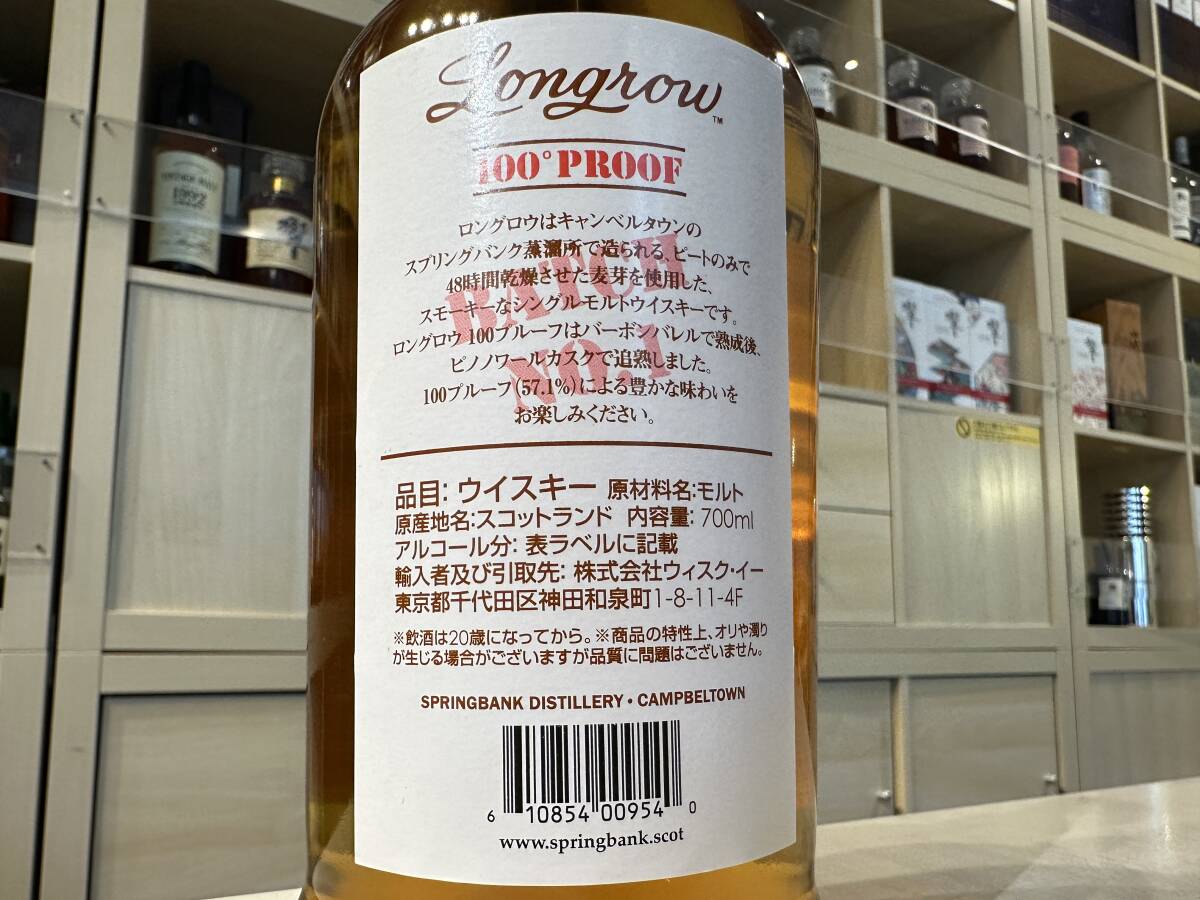 Longrow™
100° PROOF
BATCH
NO.1
ロングロウはキャンベルタウンの
スプリングバンク蒸溜所で造られる、ピートのみで
48時間乾燥させた麦芽を使用した、
スモーキーなシングルモルトウイスキーです。
ロングロウ 100プルーフはバーボンバレルで熟成後、
ピノノワールカスクで追熟しました。
100プルーフ(57.1%)による豊かな味わいを
お楽しみください。
品目: ウイスキー 原材料名:モルト
原産地名:スコットランド 内容量: 700ml
アルコール分: 表ラベルに記載
輸入者及び引取先: 株式会社ウィスク・イー
東京都千代田区神田和泉町1-8-11-4F
※飲酒は20歳になってから。※商品の特性上、オリや濁り
が生じる場合がございますが品質に問題はございません。
SPRINGBANK DISTILLERY • CAMPBELTOWN
6 10854 00954 0
www.springbank.scot
1992